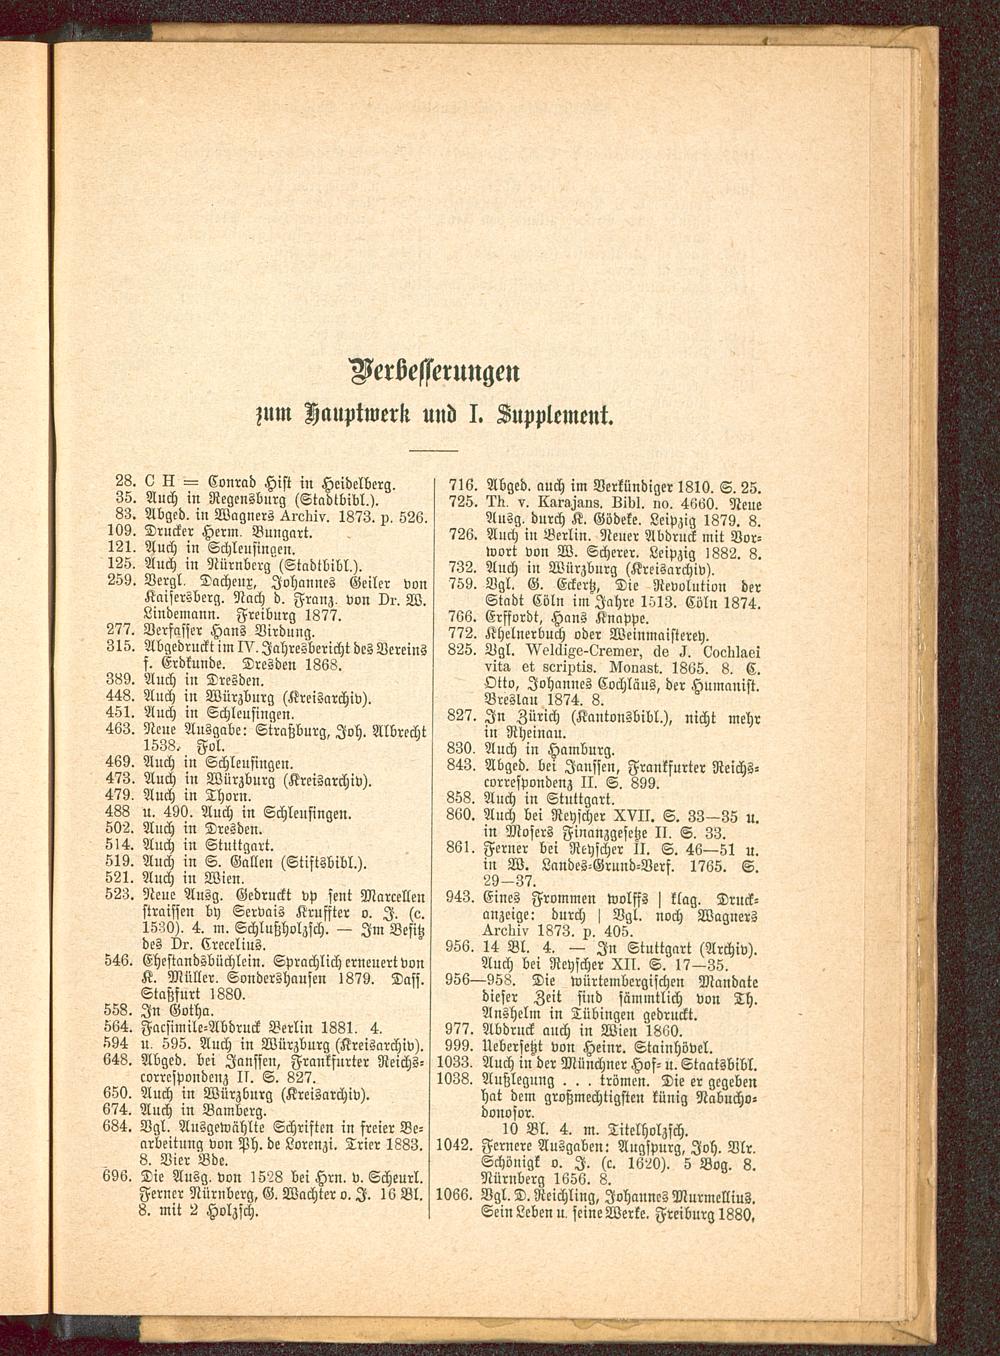 Verbesserungen
zum Hauptwerk und I. Supplement.
28. C H = Conrad Hist in Heidelberg.
35. Auch in Regensburg (Stadtbibl.).
83. Abged. in Wagners Archiv. 1873. p. 526.
109. Drucker Herm. Bungart.
121. Auch in Schleusingen.
125. Auch in Nürnberg (Stadtbibl.).
259. Vergl. Dacheux, Johannes Geiler von
Kaisersberg. Nach d. Franz. von Dr. W.
Lindemann. Freiburg 1877.
277. Verfasser Hans Virdung.
315. Abgedruckt im IV. Jahresbericht des Vereins
f. Erdkunde. Dresden 1868.
389. Auch in Dresden.
448. Auch in Würzburg (Kreisarchiv).
451. Auch in Schleusingen.
463. Neue Ausgabe: Straßburg, Joh. Albrecht
1538. Fol.
469. Auch in Schleusingen.
473. Auch in Würzburg (Kreisarchiv).
479. Auch in Thorn.
488 u. 490. Auch in Schleusingen.
502. Auch in Dresden.
514. Auch in Stuttgart.
519. Auch in S. Gallen (Stiftsbibl.).
521. Auch in Wien.
523. Neue Ausg. Gedruckt vp sent Marcellen
straissen by Servais Kruffter o. J. (c.
1530). 4. m. Schlußholzsch. — Im Besitz
des Dr. Crecelius.
546. Ehestandsbüchlein. Sprachlich erneuert von
K. Müller. Sondershausen 1879. Dass.
Staßfurt 1880.
558. In Gotha.
564. Facsimile-Abdruck Berlin 1881. 4.
594 u. 595. Auch in Würzburg (Kreisarchiv).
648. Abged. bei Janssen, Frankfurter Reichs-
correspondenz II. S. 827.
650. Auch in Würzburg (Kreisarchiv).
674. Auch in Bamberg.
684. Vgl. Ausgewählte Schriften in freier Be-
arbeitung von Ph. de Lorenzi. Trier 1883.
8. Vier Bde.
696. Die Ausg. von 1528 bei Hrn. v. Scheurl.
Ferner Nürnberg, G. Wachter o. J. 16 Bl.
8. mit 2 Holzsch.
716. Abged. auch im Verkündiger 1810. S. 25.
725. Th. v. Karajans. Bibl. no. 4660. Neue
Ausg. durch K. Gödeke. Leipzig 1879. 8.
726. Auch in Berlin. Neuer Abdruck mit Vor-
wort von W. Scherer. Leipzig 1882. 8.
732. Auch in Würzburg (Kreisarchiv).
759. Vgl. G. Eckertz, Die Revolution der
Stadt Cöln im Jahre 1513. Cöln 1874.
766. Erffordt, Hans Knappe.
772. Khelnerbuch oder Weinmaisterey.
825. Vgl. Weldige-Cremer, de J. Cochlaei
vita et scriptis. Monast. 1865. 8. C.
Otto, Johannes Cochläus, der Humanist.
Breslau 1874. 8.
827. In Zürich (Kantonsbibl.), nicht mehr
in Rheinau.
830. Auch in Hamburg.
843. Abged. bei Janssen, Frankfurter Reichs-
correspondenz II. S. 899.
858. Auch in Stuttgart.
860. Auch bei Reyscher XVII. S. 33—35 u.
in Mosers Finanzgesetze II. S. 33.
861. Ferner bei Reyscher II. S. 46—51 u.
in W. Landes-Grund-Verf. 1765. S.
29—37.
943. Eines Frommen wolffs | klag. Druck-
anzeige: durch | Vgl. noch Wagners
Archiv 1873. p. 405.
956. 14 Bl. 4. — In Stuttgart (Archiv).
Auch bei Reyscher XII. S. 17—35.
956—958. Die würtembergischen Mandate
dieser Zeit sind sämmtlich von Th.
Anshelm in Tübingen gedruckt.
977. Abdruck auch in Wien 1860.
999. Uebersetzt von Heinr. Stainhövel.
1033. Auch in der Münchner Hof- u. Staatsbibl.
1038. Außlegung . . . trömen. Die er gegeben
hat dem großmechtigsten künig Nabucho-
donosor.
10 Bl. 4. m. Titelholzsch.
1042. Fernere Ausgaben: Augspurg, Joh. Vlr.
Schönigk o. J. (c. 1620). 5 Bog. 8.
Nürnberg 1656. 8.
1066. Vgl. D. Reichling, Johannes Murmellius.
Sein Leben u. seine Werke. Freiburg 1880,